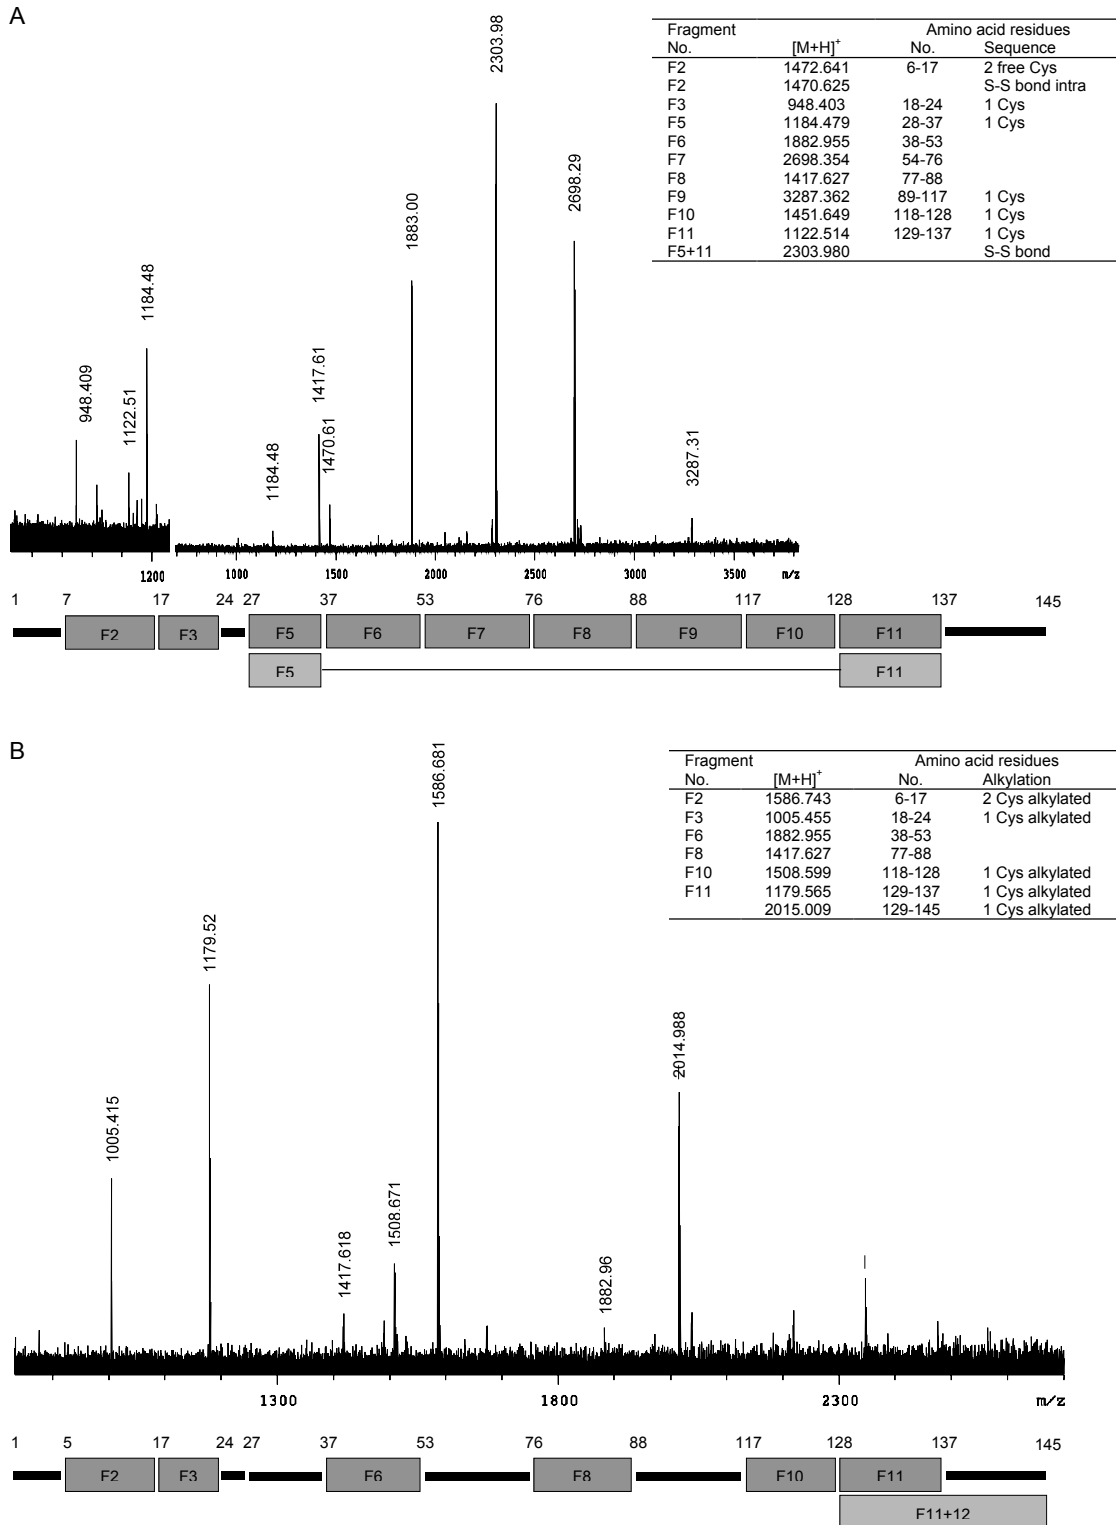 A
Fragment Amino acid residues
No. [M+H]+ No. Sequence
F2 1472.641 6-17 2 free Cys
F2 1470.625 S-S bond intra
F3 948.403 18-24 1 Cys
F5 1184.479 28-37 1 Cys
F6 1882.955 38-53
F7 2698.354 54-76
F8 1417.627 77-88
F9 3287.362 89-117 1 Cys
F10 1451.649 118-128 1 Cys
F11 1122.514 129-137 1 Cys
F5+11 2303.980 S-S bond
948.409
1122.51
1184.48
1184.48
1417.61
1470.61
1883.00
2303.98
2698.29
3287.31
1200 1000 1500 2000 2500 3000 3500 m/z
1 7 17 24 27 37 53 76 88 117 128 137 145
F2 F3 F5 F6 F7 F8 F9 F10 F11
F5 F11
B
Fragment Amino acid residues
No. [M+H]+ No. Alkylation
F2 1586.743 6-17 2 Cys alkylated
F3 1005.455 18-24 1 Cys alkylated
F6 1882.955 38-53
F8 1417.627 77-88
F10 1508.599 118-128 1 Cys alkylated
F11 1179.565 129-137 1 Cys alkylated
2015.009 129-145 1 Cys alkylated
1005.415
1179.52
1417.618
1508.671
1586.681
1882.96
2014.988
1300 1800 2300 m/z
1 5 17 24 27 37 53 76 88 117 128 137 145
F2 F3 F6 F8 F10 F11
F11+12